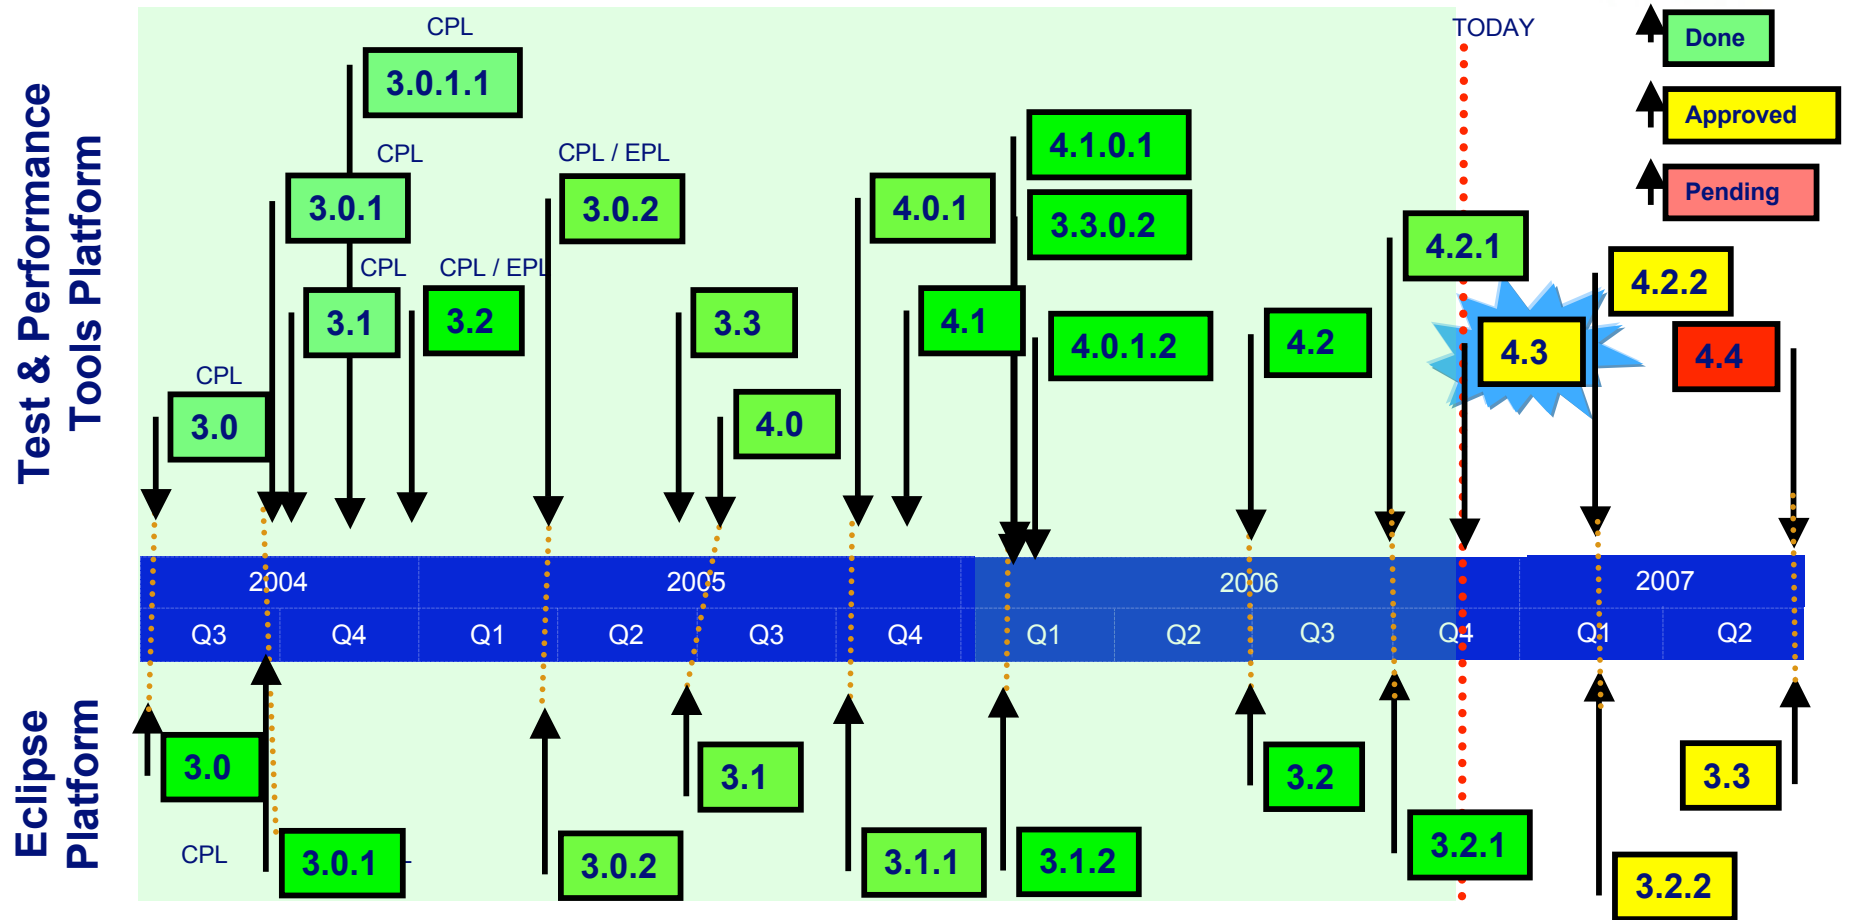 CPL
TODAY
Done
3.0.1.1
Approved
4.1.0.1
CPL
CPL / EPL
Pending
3.0.1
3.0.2
4.0.1
3.3.0.2
4.2.1
CPL
CPL / EPL
4.2.2
3.1
3.2
3.3
4.1
4.0.1.2
4.2
4.3
4.4
CPL
3.0
4.0
Test & Performance
Tools Platform
2004
2005
2006
2007
Q3
Q4
Q1
Q2
Q3
Q4
Q1
Q2
Q3
Q4
Q1
Q2
Eclipse
Platform
3.0
3.1
3.2
3.3
CPL
3.0.1
3.0.2
3.1.1
3.1.2
3.2.1
3.2.2